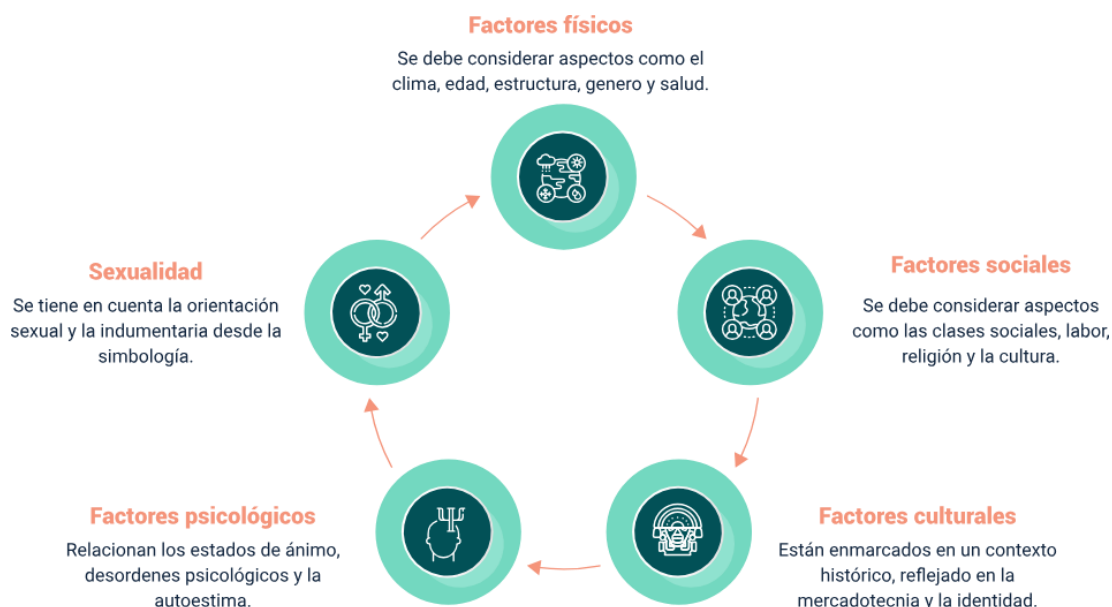 Factores físicos
Se debe considerar aspectos como el
clima, edad, estructura, genero y salud.
Factores sociales
Se debe considerar aspectos
como las clases sociales, labor,
religión y la cultura.
Factores culturales
Están enmarcados en un contexto
histórico, reflejado en la
mercadotecnia y la identidad.
Factores psicológicos
Relacionan los estados de ánimo,
desordenes psicológicos y la
autoestima.
Sexualidad
Se tiene en cuenta la orientación
sexual y la indumentaria desde la
simbología.